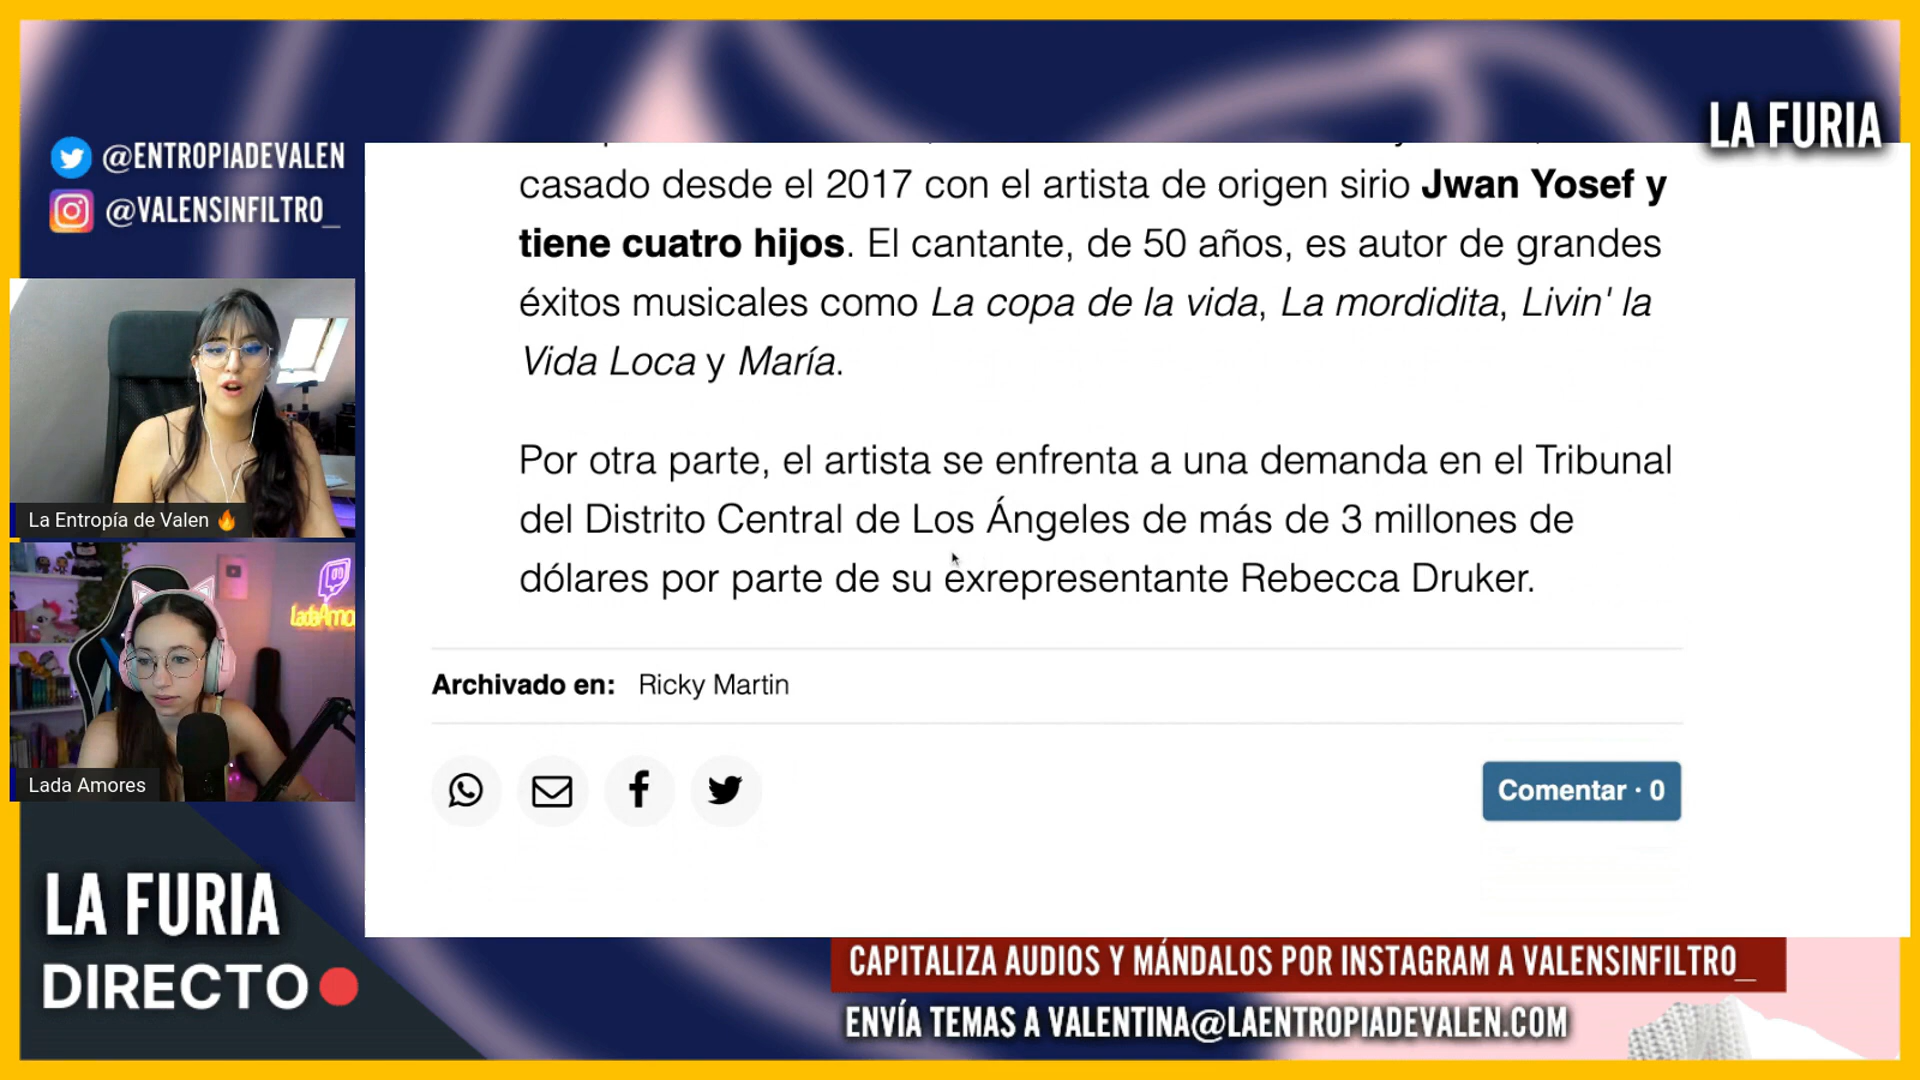 LA FURIA
@ENTROPIADEVALEN
@VALENSINFILTRO_
casado desde el 2017 con el artista de origen sirio Jwan Yosef y
tiene cuatro hijos. El cantante, de 50 años, es autor de grandes
éxitos musicales como La copa de la vida, La mordidita, Livin' la
Vida Loca y María.
Por otra parte, el artista se enfrenta a una demanda en el Tribunal
del Distrito Central de Los Ángeles de más de 3 millones de
dólares por parte de su exrepresentante Rebecca Druker.
Archivado en: Ricky Martin
Comentar · 0
La Entropía de Valen 🔥
ladaAmo
Lada Amores
LA FURIA
DIRECTO
CAPITALIZA AUDIOS Y MÁNDALOS POR INSTAGRAM A VALENSINFILTRO_
ENVÍA TEMAS A VALENTINA@LAENTROPIADEVALEN.COM